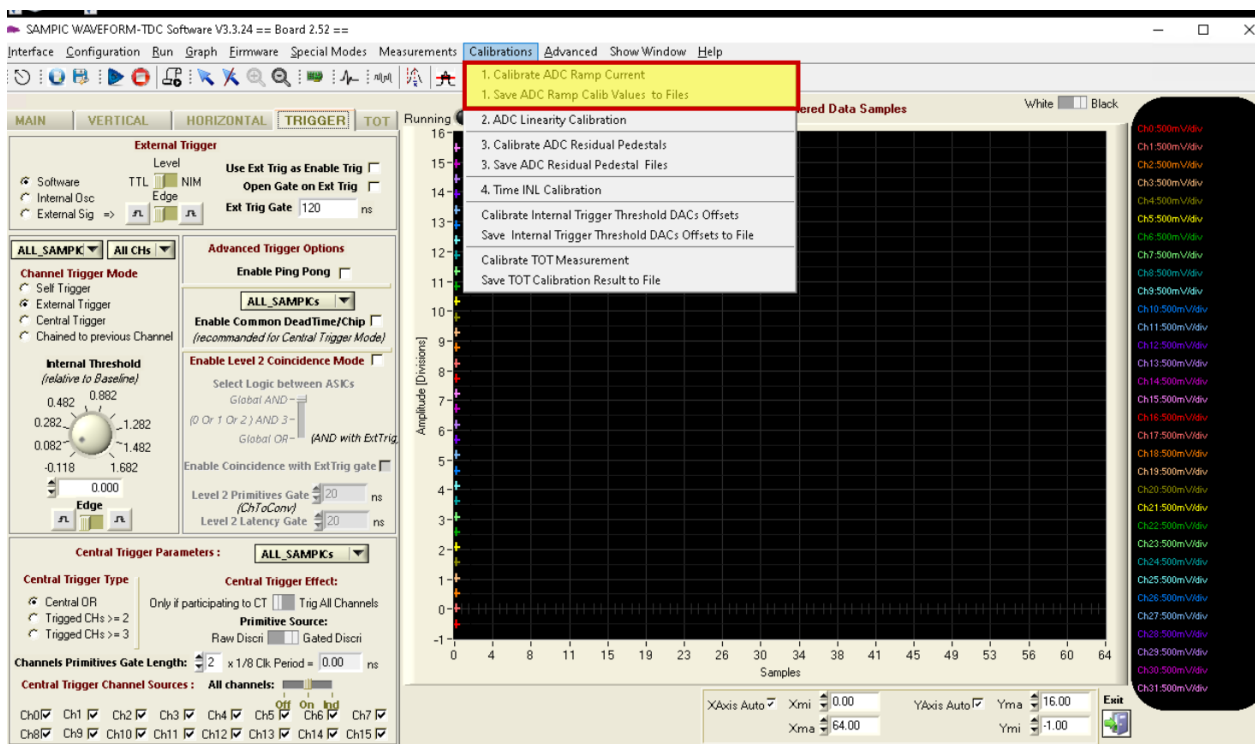 SAMPIC WAVEFORM-TDC Software V3.3.24 == Board 2.52 ==
Interface Configuration Run Graph Firmware Special Modes Measurements Calibrations Advanced Show Window Help
1. Calibrate ADC Ramp Current
1. Save ADC Ramp Calib Values to Files
2. ADC Linearity Calibration
3. Calibrate ADC Residual Pedestals
3. Save ADC Residual Pedestal Files
4. Time INL Calibration
Calibrate Internal Trigger Threshold DACs Offsets
Save Internal Trigger Threshold DACs Offsets to File
Calibrate TOT Measurement
Save TOT Calibration Result to File
MAIN VERTICAL HORIZONTAL TRIGGER TOT
Running
ered Data Samples
White Black
External Trigger
Level
Software TTL NIM
Internal Osc Edge
External Sig =>
Use Ext Trig as Enable Trig
Open Gate on Ext Trig
Ext Trig Gate 120 ns
ALL_SAMPIC All CHs
Channel Trigger Mode
Self Trigger
External Trigger
Central Trigger
Chained to previous Channel
Advanced Trigger Options
Enable Ping Pong
ALL_SAMPICs
Enable Common DeadTime/Chip
(recommanded for Central Trigger Mode)
Internal Threshold
(relative to Baseline)
0.482 0.882
0.282 1.282
0.082 1.482
-0.118 1.682
0.000
Edge
Enable Level 2 Coincidence Mode
Select Logic between ASICs
Global AND
(0 Or 1 Or 2) AND 3
Global OR (AND with ExtTrig
Enable Coincidence with ExtTrig gate
Level 2 Primitives Gate 20 ns
(ChToConv)
Level 2 Latency Gate 20 ns
Central Trigger Parameters : ALL_SAMPICs
Central Trigger Type
Central OR
Trigged CHs >= 2
Trigged CHs >= 3
Central Trigger Effect:
Only if participating to CT Trig All Channels
Primitive Source:
Raw Discri Gated Discri
Channels Primitives Gate Length: 2 x 1/8 Clk Period = 0.00 ns
Central Trigger Channel Sources : All channels:
Off On Ind
Ch0 Ch1 Ch2 Ch3 Ch4 Ch5 Ch6 Ch7
Ch8 Ch9 Ch10 Ch11 Ch12 Ch13 Ch14 Ch15
Amplitude [Divisions]
16
15
14
13
12
11
10
9
8
7
6
5
4
3
2
1
0
-1
0 4 8 11 15 19 23 26 30 34 38 41 45 49 53 56 60 64
Samples
XAxis Auto Xmi 0.00 YAxis Auto Yma 16.00 Exit
Xma 64.00 Ymi -1.00
Ch0:500mV/div
Ch1:500mV/div
Ch2:500mV/div
Ch3:500mV/div
Ch4:500mV/div
Ch5:500mV/div
Ch6:500mV/div
Ch7:500mV/div
Ch8:500mV/div
Ch9:500mV/div
Ch10:500mV/div
Ch11:500mV/div
Ch12:500mV/div
Ch13:500mV/div
Ch14:500mV/div
Ch15:500mV/div
Ch16:500mV/div
Ch17:500mV/div
Ch18:500mV/div
Ch19:500mV/div
Ch20:500mV/div
Ch21:500mV/div
Ch22:500mV/div
Ch23:500mV/div
Ch24:500mV/div
Ch25:500mV/div
Ch26:500mV/div
Ch27:500mV/div
Ch28:500mV/div
Ch29:500mV/div
Ch30:500mV/div
Ch31:500mV/div